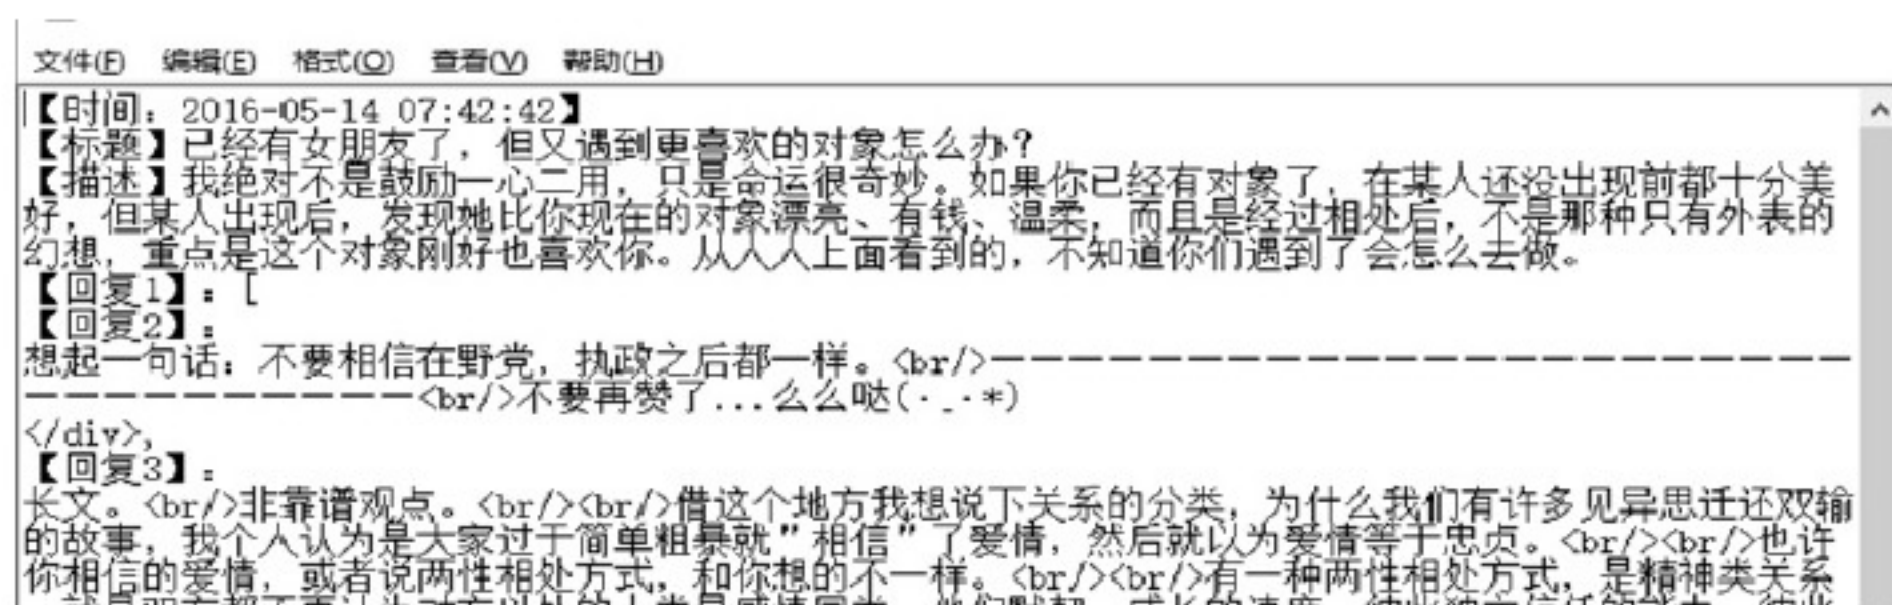 文件(F) 编辑(E) 格式(O) 查看(V) 帮助(H)
【时间：2016-05-14 07:42:42】
【标题】已经有女朋友了，但又遇到更喜欢的对象怎么办？
【描述】我绝对不是鼓励一心二用，只是命运很奇妙。如果你已经有对象了，在某人还没出现前都十分美
好，但某人出现后，发现她比你现在的对象漂亮、有钱、温柔，而且是经过相处后，不是那种只有外表的
幻想，重点是这个对象刚好也喜欢你。从人人上面看到的，不知道你们遇到了会怎么去做。
【回复1】：[
【回复2】：
想起一句话：不要相信在野党，执政之后都一样。<br/>——————————————————————
——————————<br/>不要再赞了...么么哒(·_·*)
</div>,
【回复3】：
长文。<br/>非靠谱观点。<br/><br/>借这个地方我想说下关系的分类，为什么我们有许多见异思迁还双输
的故事，我个人认为是大家过于简单粗暴就"相信"了爱情，然后就以为爱情等于忠贞。<br/><br/>也许
你相信的爱情，或者说两性相处方式，和你想的不一样。<br/><br/>有一种两性相处方式，是精神类关系